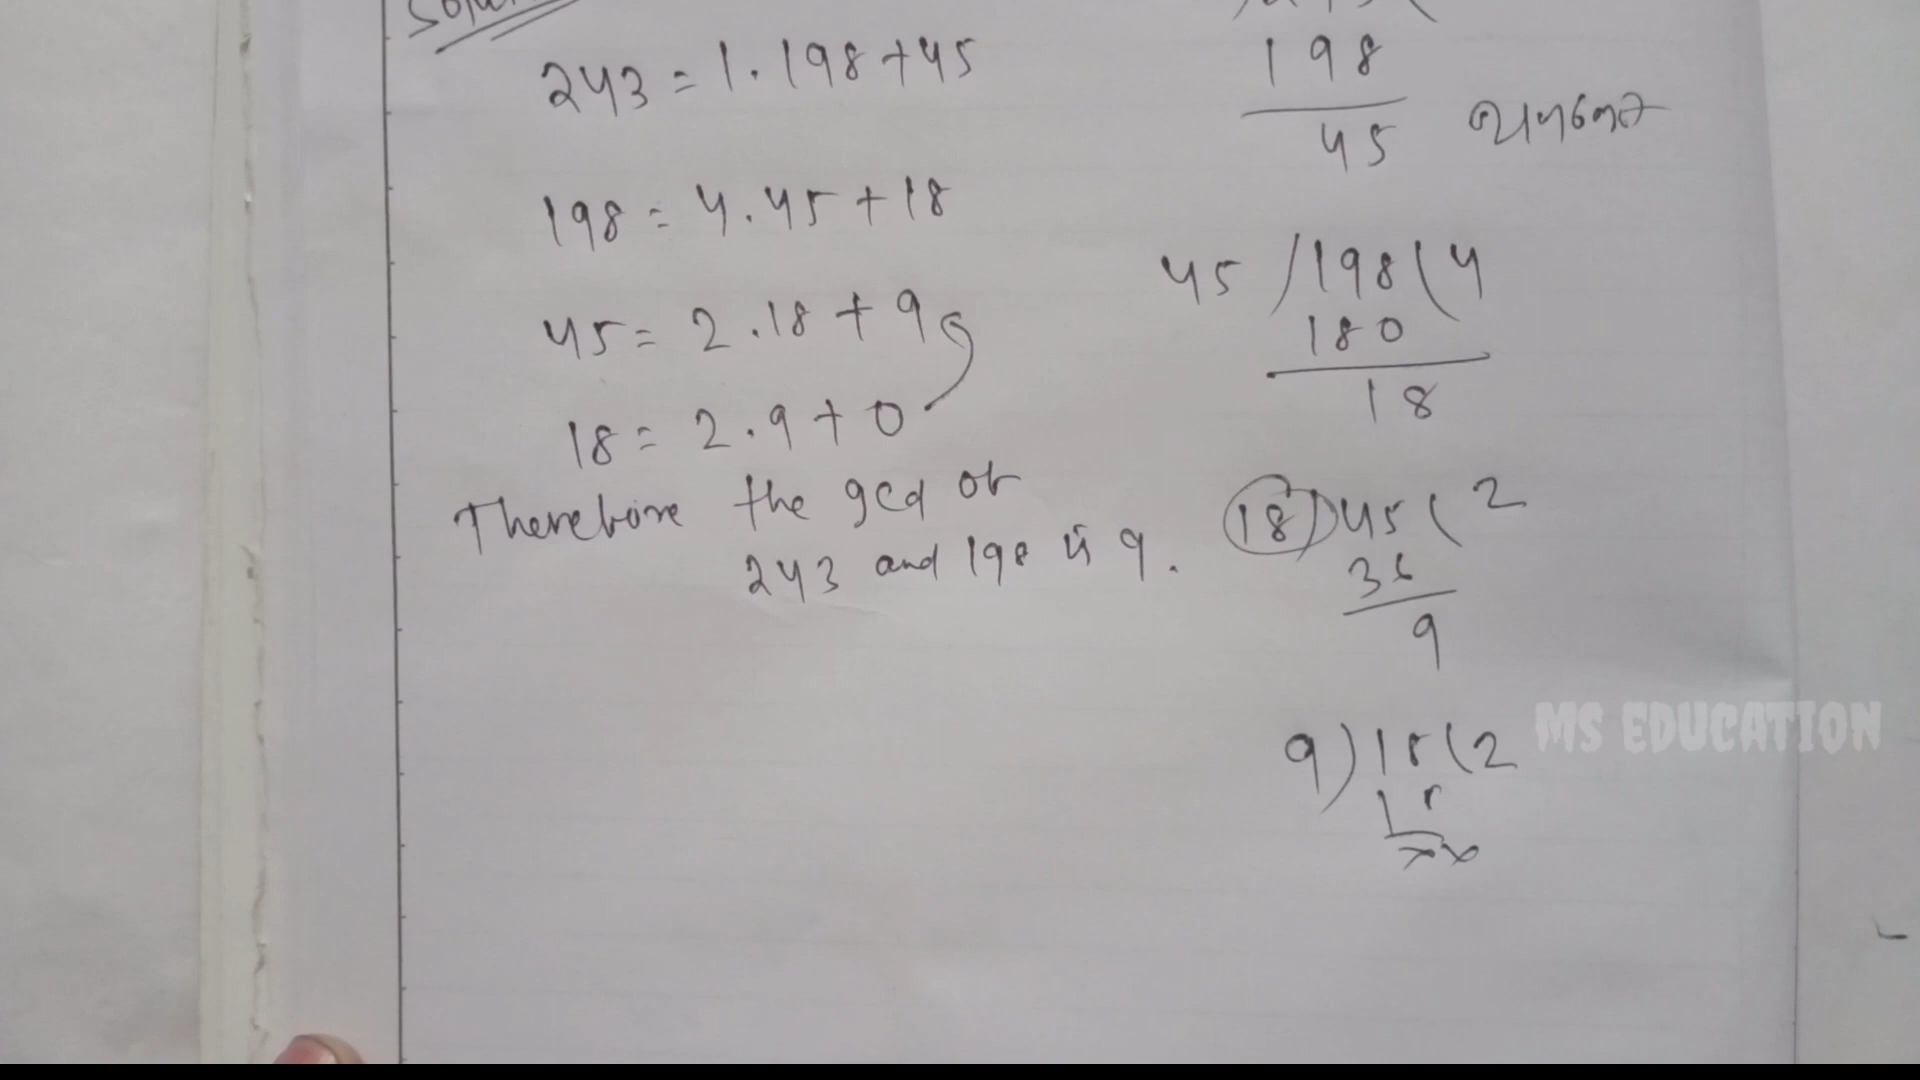 243 = 1.198+45
198 = 4.45+18
45 = 2.18+9
18 = 2.9+0
Therefore the gcd of
243 and 198 is 9.
198
45
45 / 198 ( 4
180
18
18 ) 45 ( 2
36
9
9 ) 18 ( 2
18
xx
MS EDUCATION